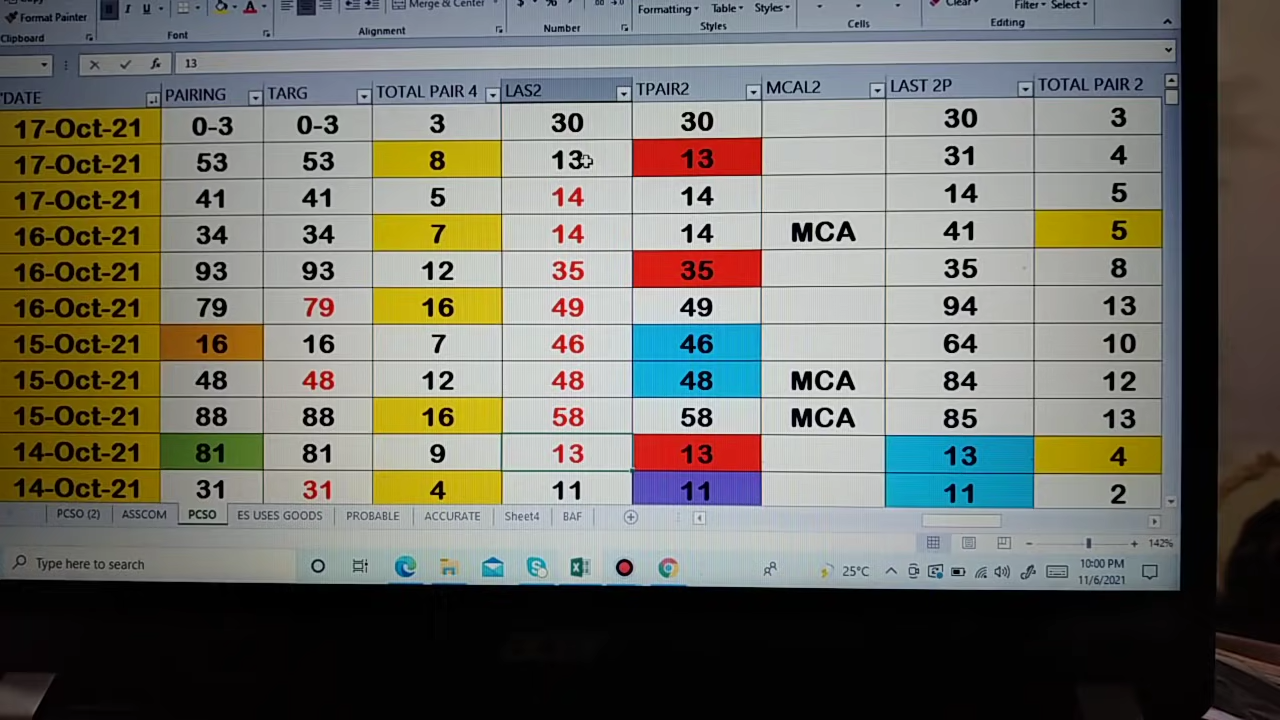 Format Painter
B I U
Merge & Center
Formatting Table Styles
Clear
Filter Select
Clipboard Font Alignment Number Styles Cells Editing
fx 13
DATE PAIRING TARG TOTAL PAIR 4 LAS2 TPAIR2 MCAL2 LAST 2P TOTAL PAIR 2
17-Oct-21 0-3 0-3 3 30 30 30 3
17-Oct-21 53 53 8 13 13 31 4
17-Oct-21 41 41 5 14 14 14 5
16-Oct-21 34 34 7 14 14 MCA 41 5
16-Oct-21 93 93 12 35 35 35 8
16-Oct-21 79 79 16 49 49 94 13
15-Oct-21 16 16 7 46 46 64 10
15-Oct-21 48 48 12 48 48 MCA 84 12
15-Oct-21 88 88 16 58 58 MCA 85 13
14-Oct-21 81 81 9 13 13 13 4
14-Oct-21 31 31 4 11 11 11 2
PCSO (2) ASSCOM PCSO ES USES GOODS PROBABLE ACCURATE Sheet4 BAF
142%
Type here to search
25°C
10:00 PM
11/6/2021
acer